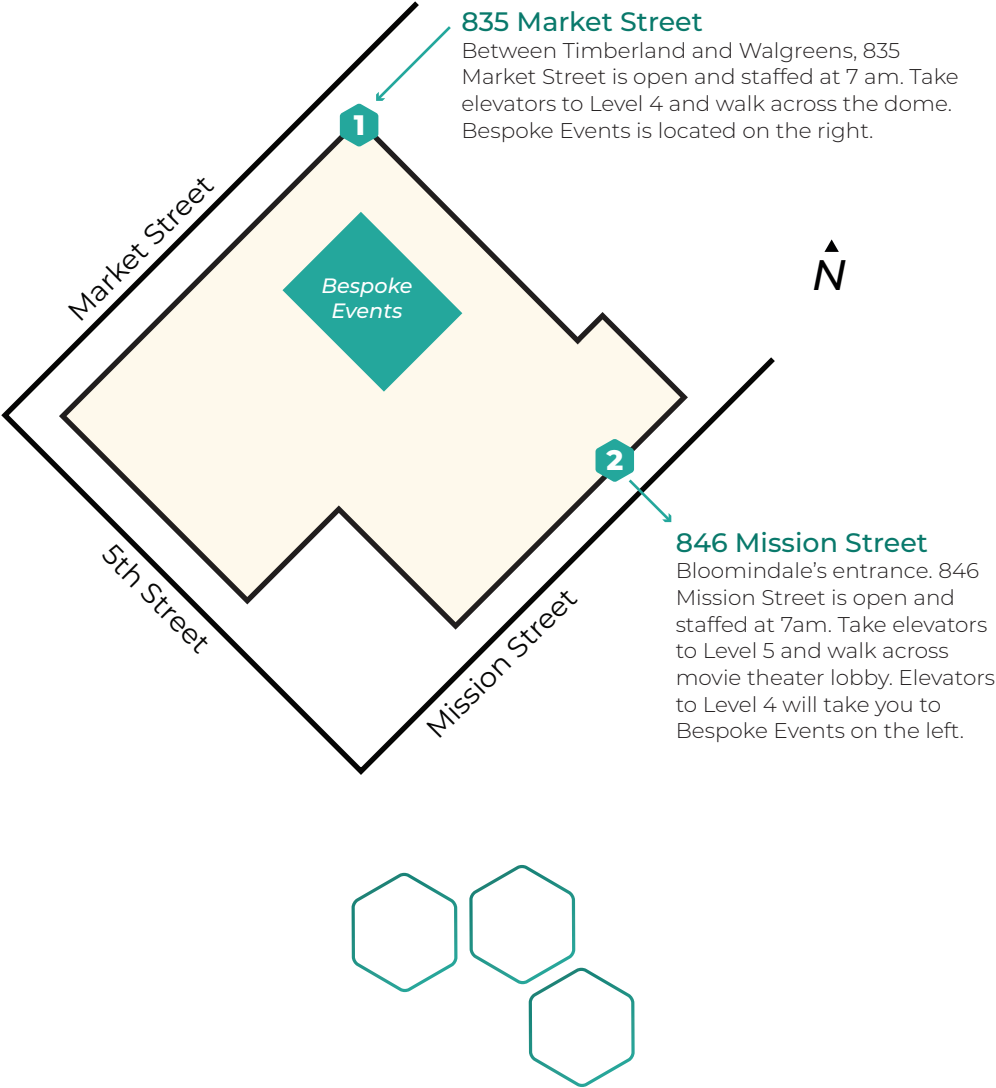 835 Market Street
Between Timberland and Walgreens, 835
Market Street is open and staffed at 7 am. Take
elevators to Level 4 and walk across the dome.
Bespoke Events is located on the right.
1
Market Street
Bespoke
Events
N
2
846 Mission Street
Bloomindale’s entrance. 846
Mission Street is open and
staffed at 7am. Take elevators
to Level 5 and walk across
movie theater lobby. Elevators
to Level 4 will take you to
Bespoke Events on the left.
5th Street
Mission Street